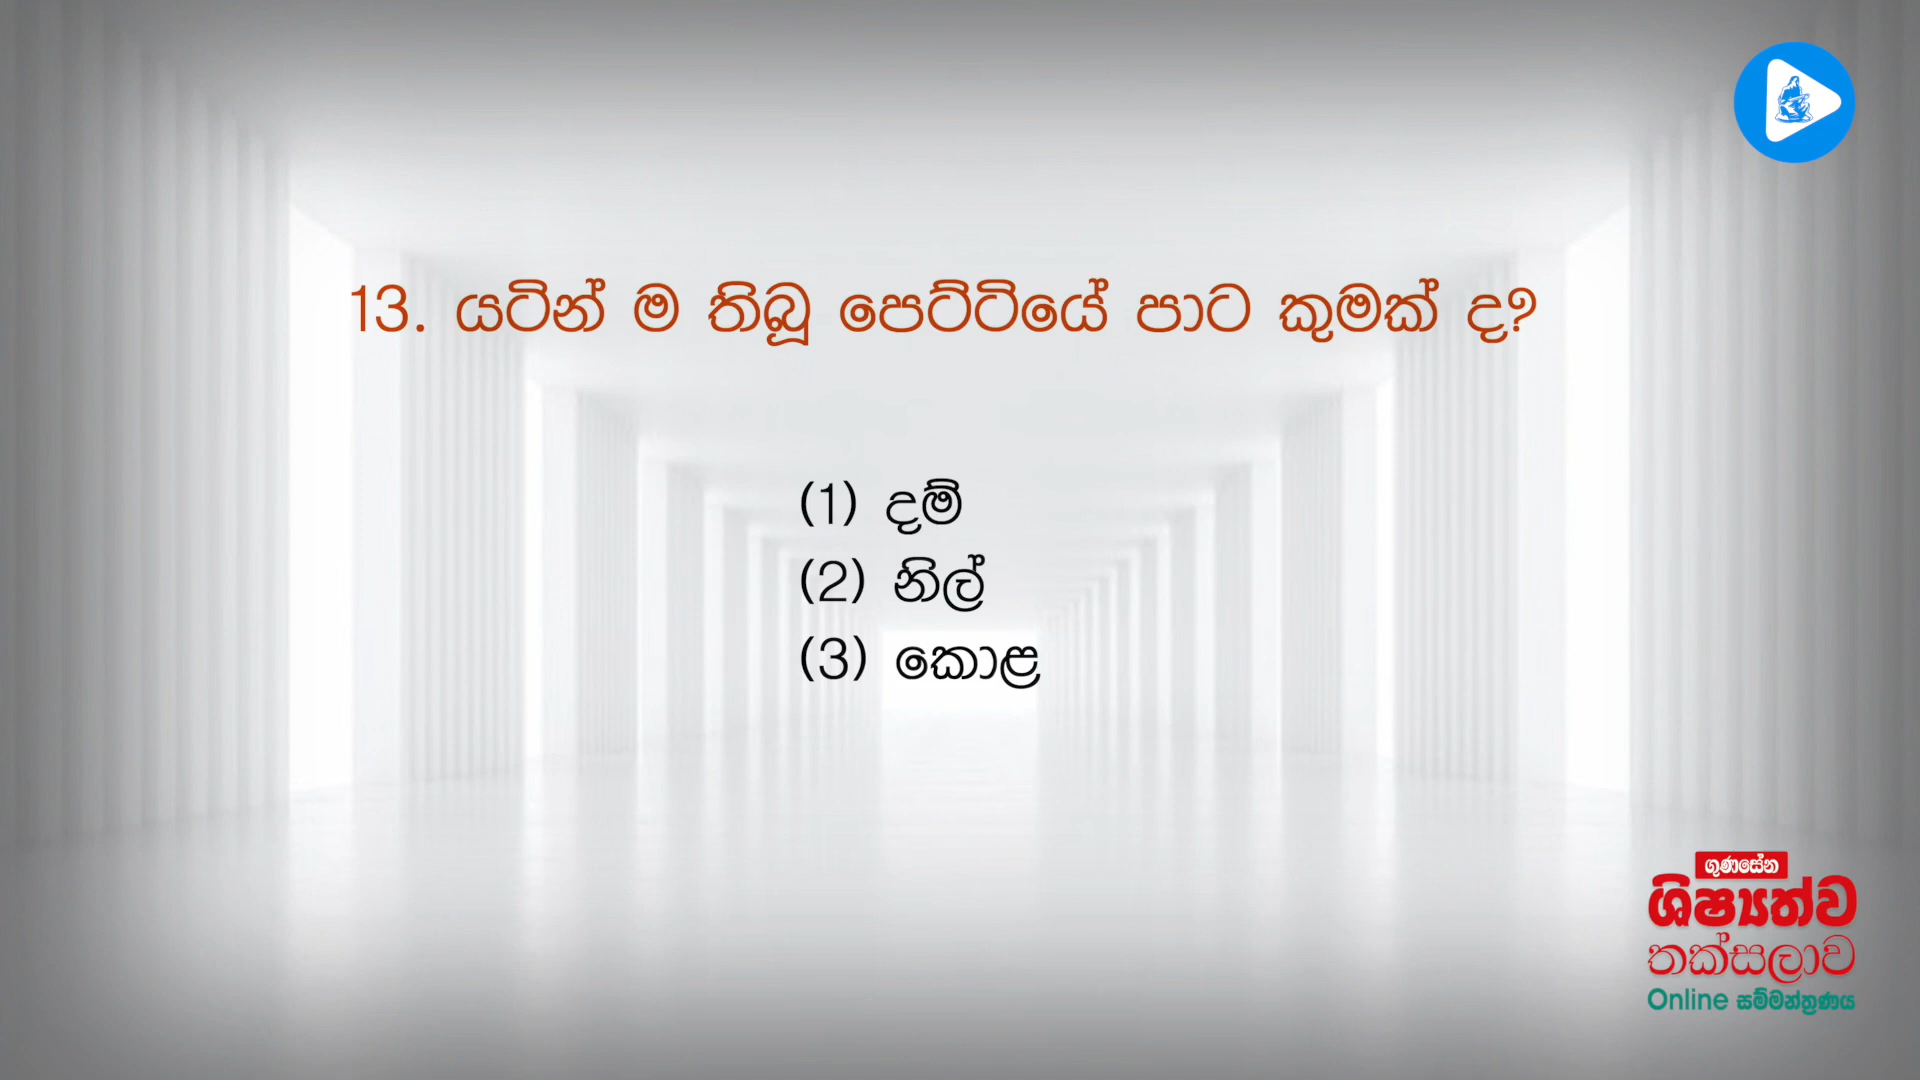 13. යටින් ම තිබූ පෙට්ටියේ පාට කුමක් ද?
(1) දම්
(2) නිල්
(3) කොළ
ගුණසේන
ශිෂ්‍යත්ව
තක්සලාව
Online සම්මන්ත්‍රණය